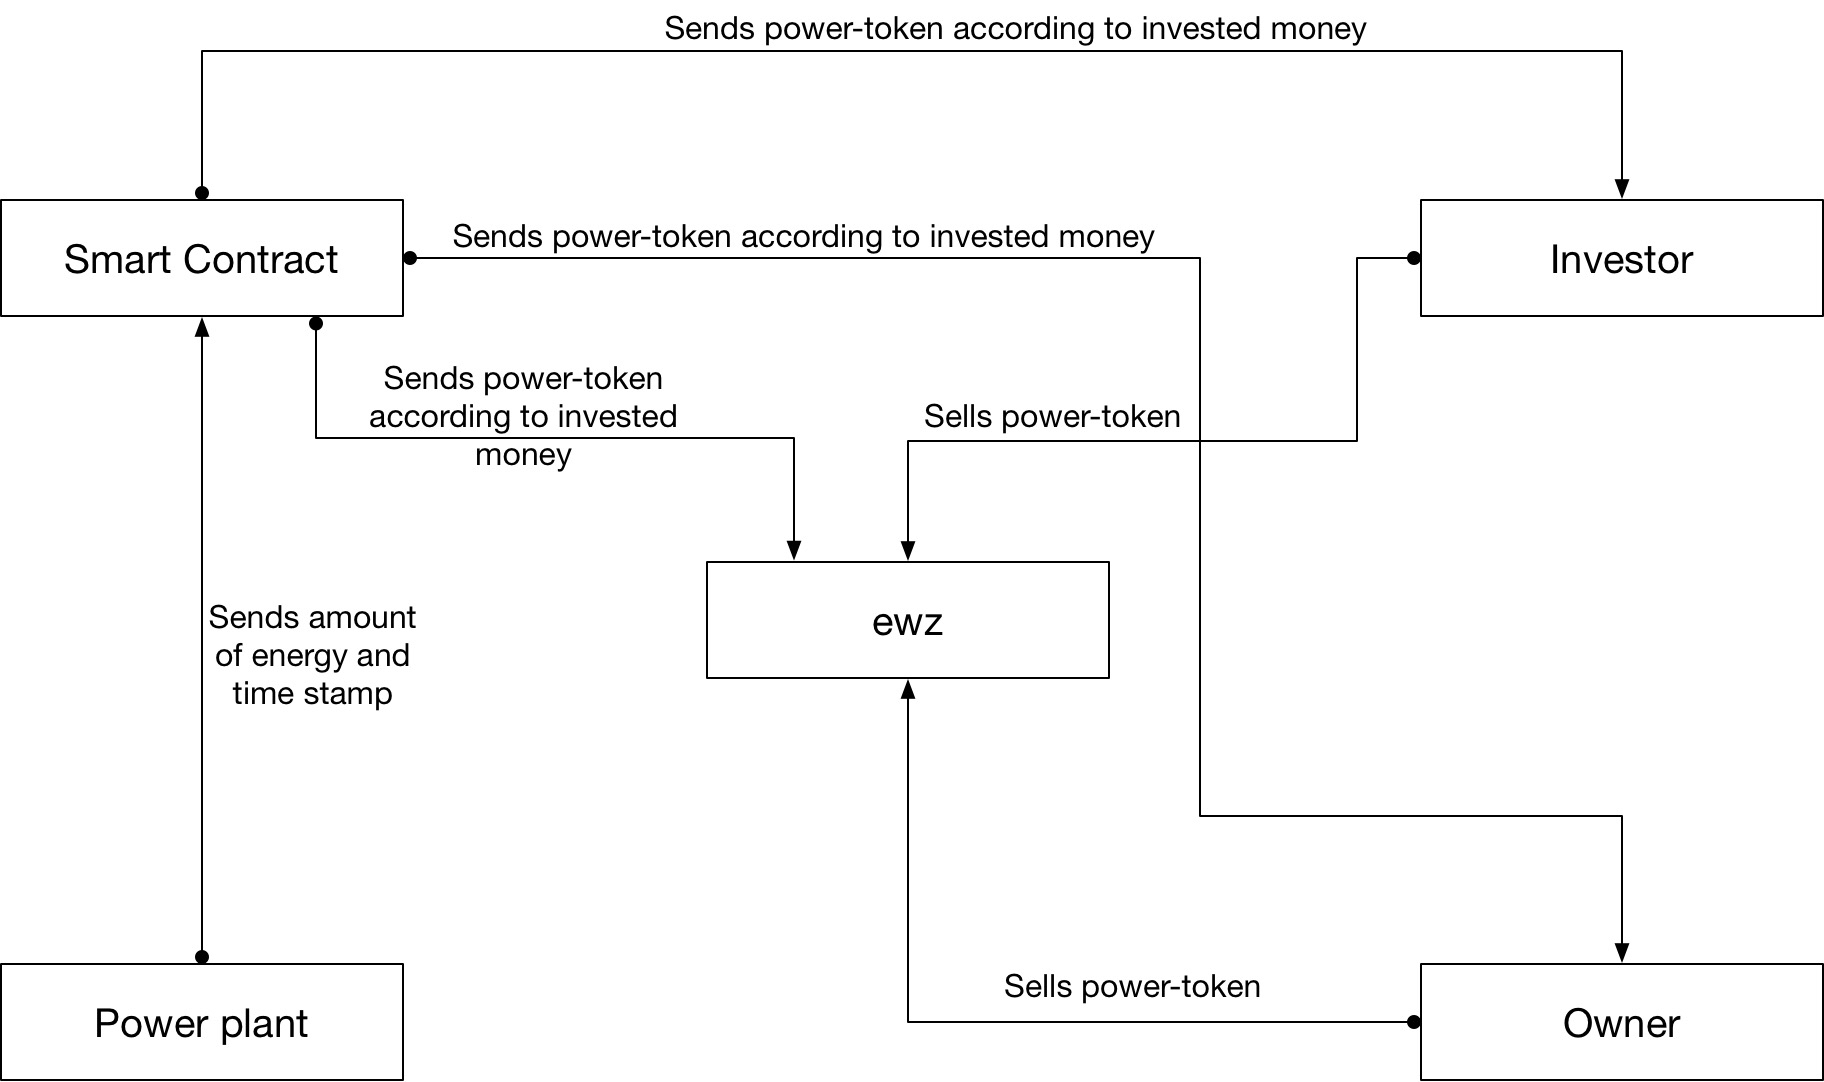 Sends power-token according to invested money
Smart Contract
Sends power-token according to invested money
Investor
Sends power-token
according to invested
money
Sells power-token
ewz
Sends amount
of energy and
time stamp
Sells power-token
Power plant
Owner